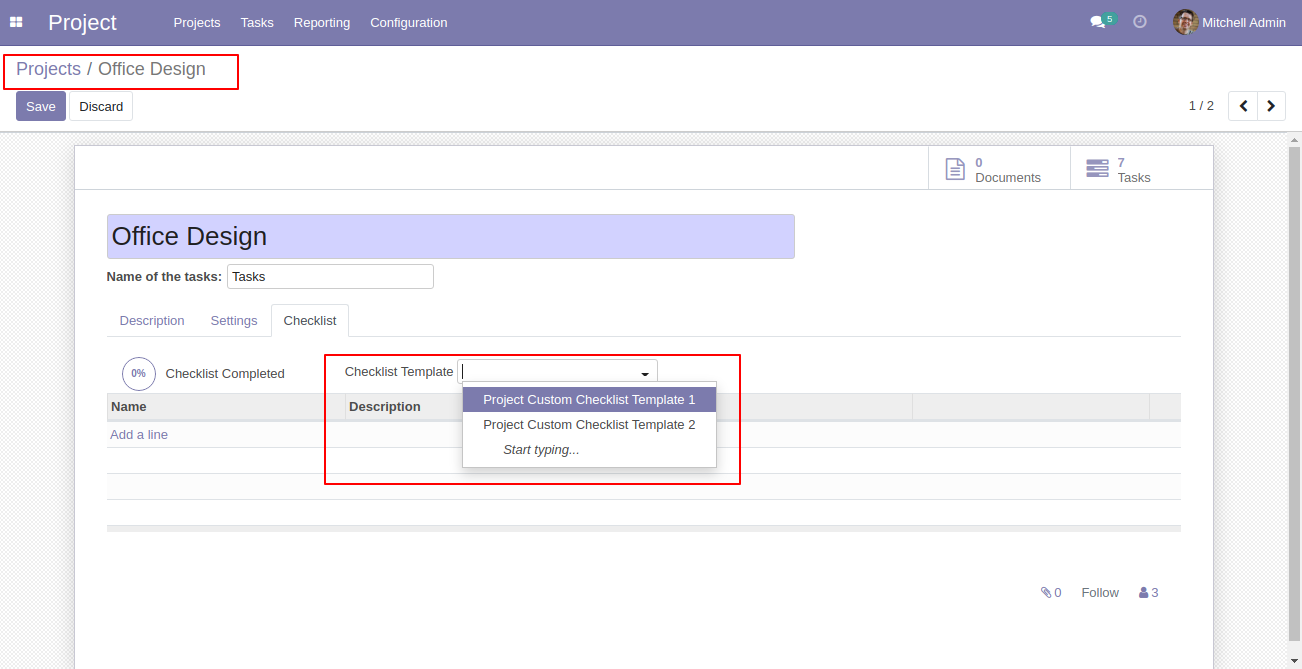 Project Projects Tasks Reporting Configuration 5 Mitchell Admin
Projects / Office Design
Save Discard 1 / 2
0 Documents
7 Tasks
Office Design
Name of the tasks: Tasks
Description Settings Checklist
0% Checklist Completed Checklist Template
Name Description
Project Custom Checklist Template 1
Add a line
Project Custom Checklist Template 2
Start typing...
0 Follow 3